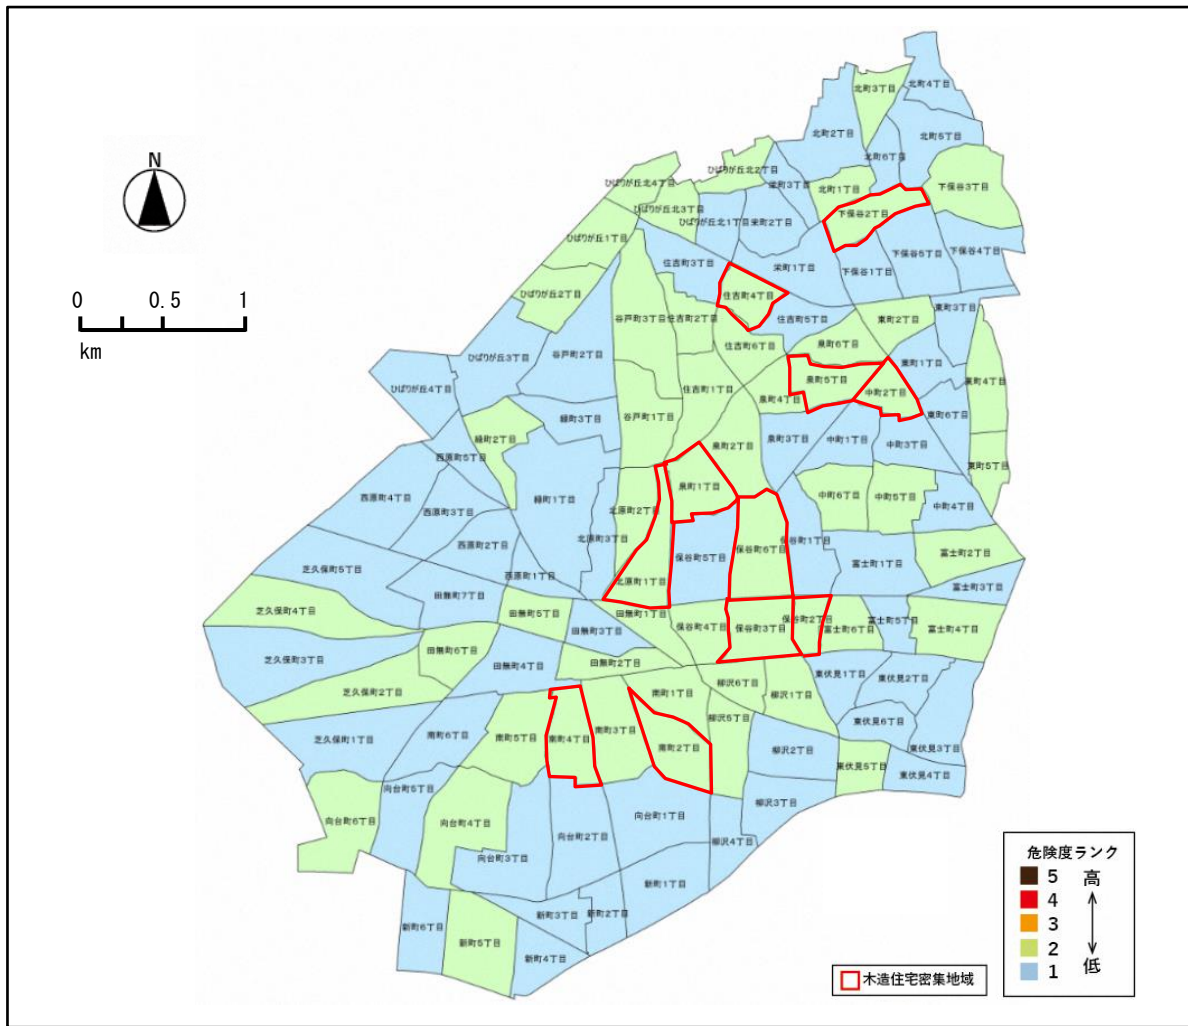 北町3丁目
北町4丁目
北町2丁目
北町5丁目
北町6丁目
N
ひばりが丘北2丁目
ひばりが丘北4丁目
栄町3丁目
北町1丁目
下保谷3丁目
ひばりが丘北3丁目
下保谷2丁目
ひばりが丘北1丁目
栄町2丁目
ひばりが丘1丁目
下保谷5丁目
下保谷4丁目
住吉町3丁目
栄町1丁目
下保谷1丁目
ひばりが丘2丁目
住吉町4丁目
0 0.5 1
km
東町3丁目
谷戸町3丁目
住吉町2丁目
住吉町5丁目
東町2丁目
住吉町6丁目
泉町6丁目
ひばりが丘3丁目
谷戸町2丁目
東町1丁目
ひばりが丘4丁目
住吉町1丁目
泉町5丁目
東町4丁目
泉町4丁目
中町2丁目
緑町3丁目
谷戸町1丁目
東町6丁目
緑町2丁目
泉町2丁目
泉町3丁目
中町1丁目
中町3丁目
西原町5丁目
東町5丁目
泉町1丁目
西原町4丁目
緑町1丁目
中町6丁目
中町5丁目
西原町3丁目
北原町2丁目
中町4丁目
北原町3丁目
西原町2丁目
保谷町5丁目
保谷町6丁目
保谷町1丁目
富士町2丁目
芝久保町5丁目
西原町1丁目
北原町1丁目
富士町1丁目
富士町3丁目
田無町7丁目
芝久保町4丁目
田無町5丁目
田無町1丁目
田無町3丁目
保谷町4丁目
保谷町3丁目
保谷町2丁目
富士町6丁目
富士町5丁目
富士町4丁目
田無町6丁目
芝久保町3丁目
田無町4丁目
田無町2丁目
東伏見1丁目
東伏見2丁目
芝久保町2丁目
南町1丁目
柳沢6丁目
柳沢1丁目
柳沢5丁目
東伏見6丁目
芝久保町1丁目
南町6丁目
南町5丁目
南町4丁目
南町3丁目
南町2丁目
柳沢2丁目
東伏見3丁目
東伏見5丁目
東伏見4丁目
向台町5丁目
向台町6丁目
向台町4丁目
向台町2丁目
向台町1丁目
柳沢3丁目
柳沢4丁目
向台町3丁目
新町1丁目
新町3丁目
新町2丁目
新町6丁目
新町5丁目
新町4丁目
危険度ランク
5 高
4
3
2
1 低
木造住宅密集地域